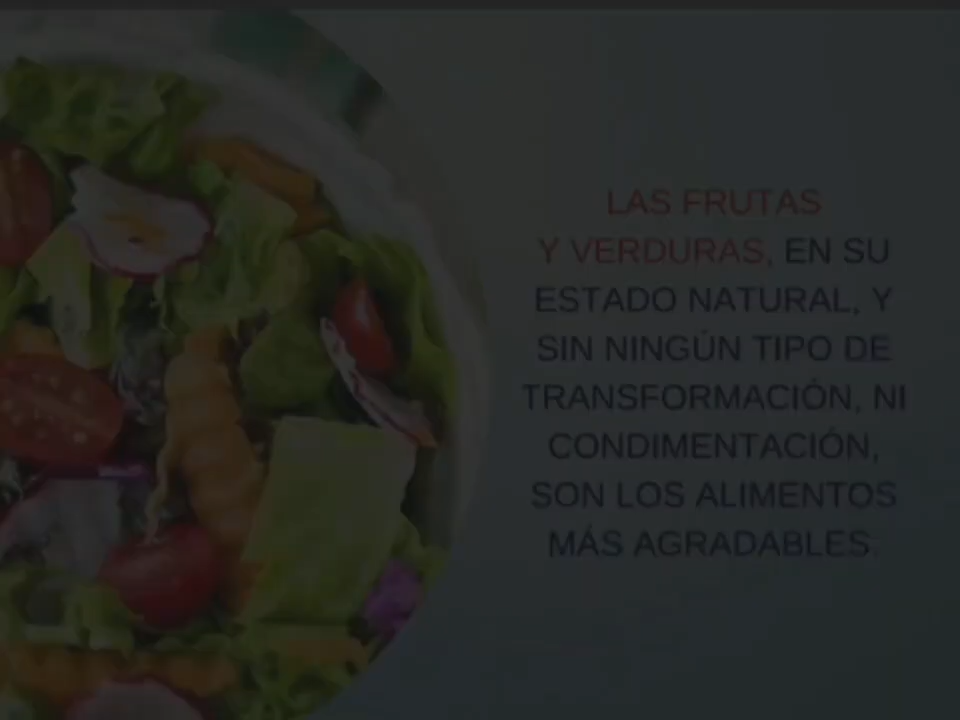 LAS FRUTAS
Y VERDURAS, EN SU
ESTADO NATURAL, Y
SIN NINGÚN TIPO DE
TRANSFORMACIÓN, NI
CONDIMENTACIÓN,
SON LOS ALIMENTOS
MÁS AGRADABLES.